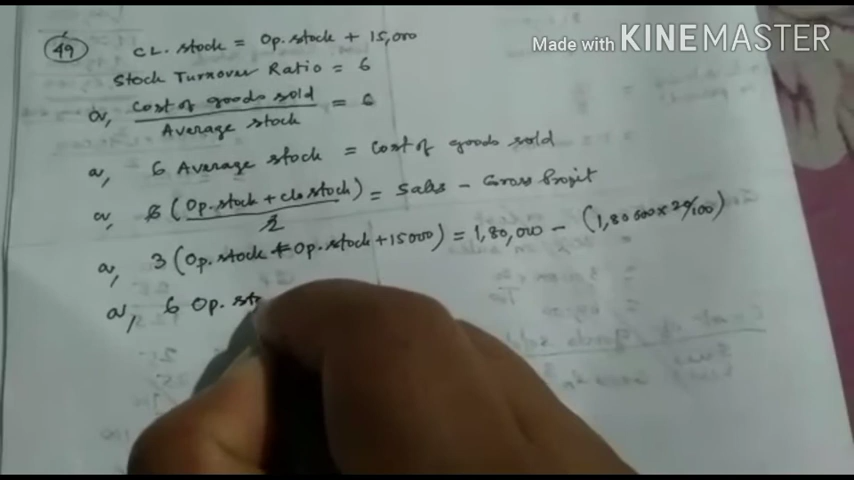 Made with KINEMASTER
49 CL. stock = Op. stock + 15,000
Stock Turnover Ratio = 6
or, Cost of goods sold / Average stock = 6
or, 6 Average stock = Cost of goods sold
or, 6 (Op. stock + clo stock / 2) = Sales - Gross Profit
or, 3 (Op. stock + Op. stock + 15000) = 1,80,000 - (1,80000 x 20/100)
or, 6 Op. sto